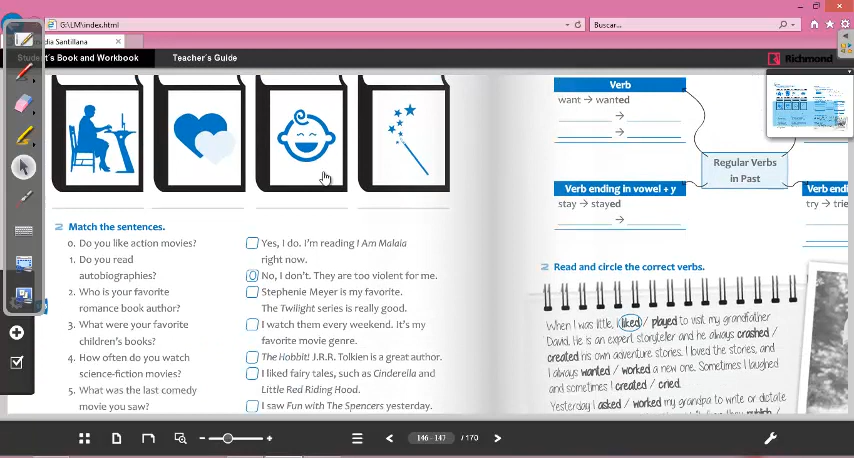 G:\LM\index.html
Buscar...
media Santillana
Student's Book and Workbook
Teacher's Guide
Richmond
2 Match the sentences.
0. Do you like action movies?
1. Do you read
autobiographies?
2. Who is your favorite
romance book author?
3. What were your favorite
children's books?
4. How often do you watch
science-fiction movies?
5. What was the last comedy
movie you saw?
Yes, I do. I'm reading I Am Malala
right now.
0 No, I don't. They are too violent for me.
Stephenie Meyer is my favorite.
The Twilight series is really good.
I watch them every weekend. It's my
favorite movie genre.
The Hobbit! J.R.R. Tolkien is a great author.
I liked fairy tales, such as Cinderella and
Little Red Riding Hood.
I saw Fun with The Spencers yesterday.
Verb
want → wanted
→
→
Regular Verbs
in Past
Verb ending in vowel + y
stay → stayed
→
Verb endi
try → trie
2 Read and circle the correct verbs.
When I was little, I liked / played to visit my grandfather
David. He is an expert storyteller and he always crashed /
created his own adventure stories. I loved the stories, and
I always wanted / worked a new one. Sometimes I laughed
and sometimes I created / cried.
Yesterday I asked / worked my grandpa to write or dictate
146-147 / 170